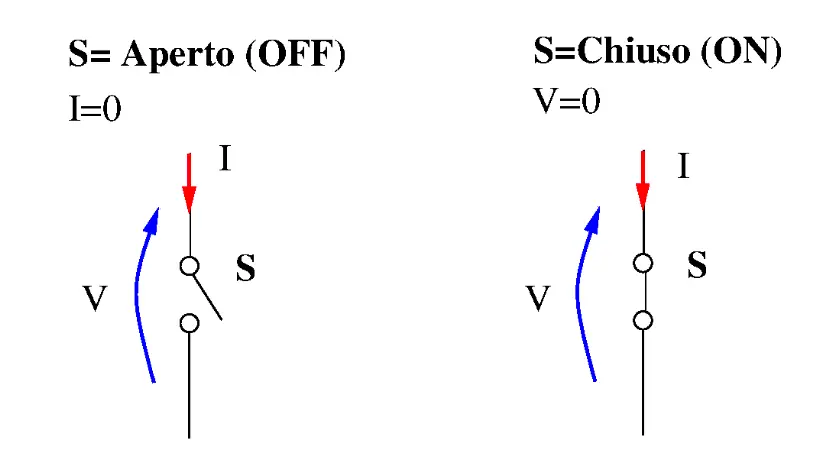 S= Aperto (OFF)
I=0
I
S
V
S=Chiuso (ON)
V=0
I
S
V